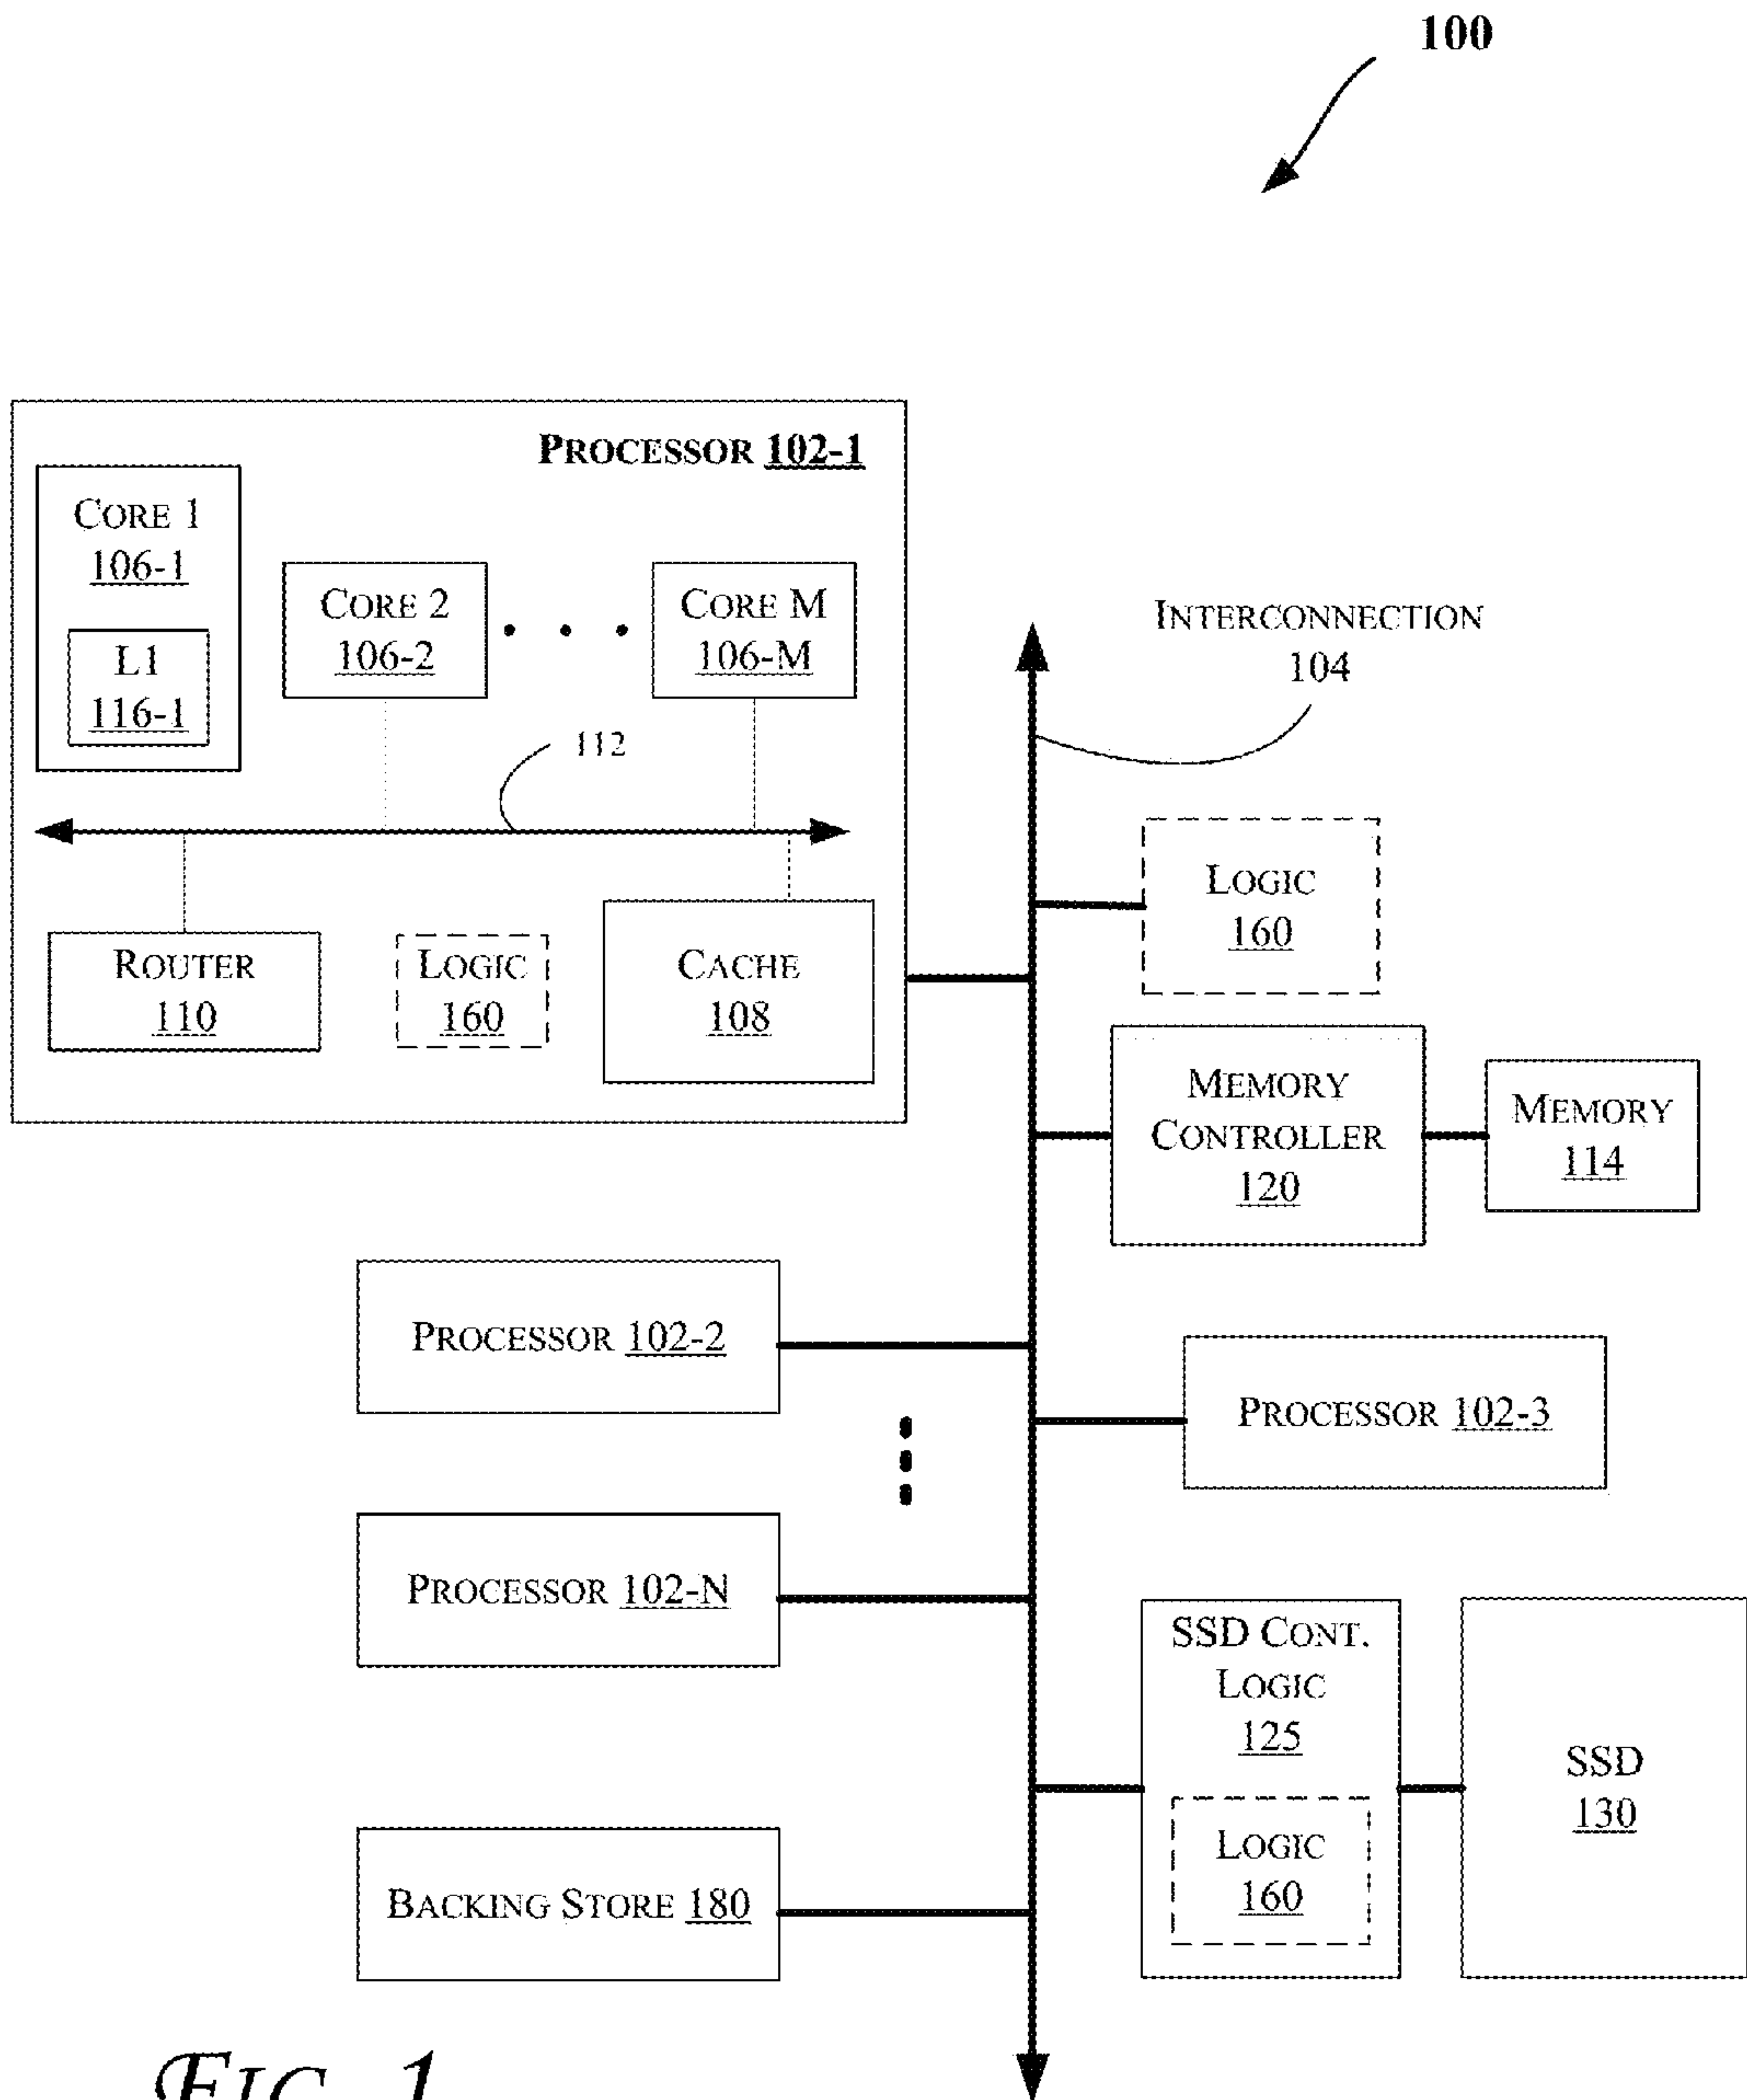 100
PROCESSOR 102-1
CORE 1
106-1
L1
116-1
CORE 2
106-2
CORE M
106-M
112
ROUTER
110
LOGIC
160
CACHE
108
INTERCONNECTION
104
LOGIC
160
MEMORY
CONTROLLER
120
MEMORY
114
PROCESSOR 102-2
PROCESSOR 102-3
PROCESSOR 102-N
SSD CONT.
LOGIC
125
LOGIC
160
SSD
130
BACKING STORE 180
FIG. 1